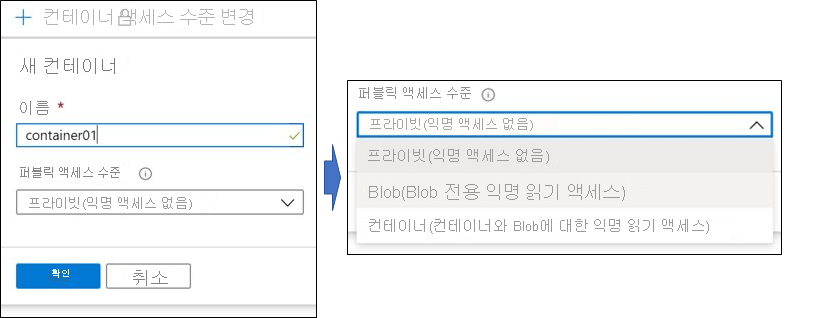 + 컨테이너 액세스 수준 변경
새 컨테이너
이름 *
container01
퍼블릭 액세스 수준
프라이빗(익명 액세스 없음)
확인 취소
퍼블릭 액세스 수준
프라이빗(익명 액세스 없음)
프라이빗(익명 액세스 없음)
Blob(Blob 전용 익명 읽기 액세스)
컨테이너(컨테이너와 Blob에 대한 익명 읽기 액세스)